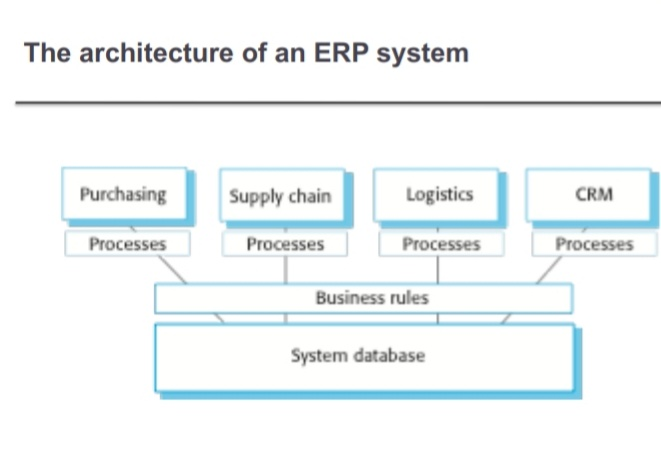 The architecture of an ERP system
Purchasing
Supply chain
Logistics
CRM
Processes
Processes
Processes
Processes
Business rules
System database